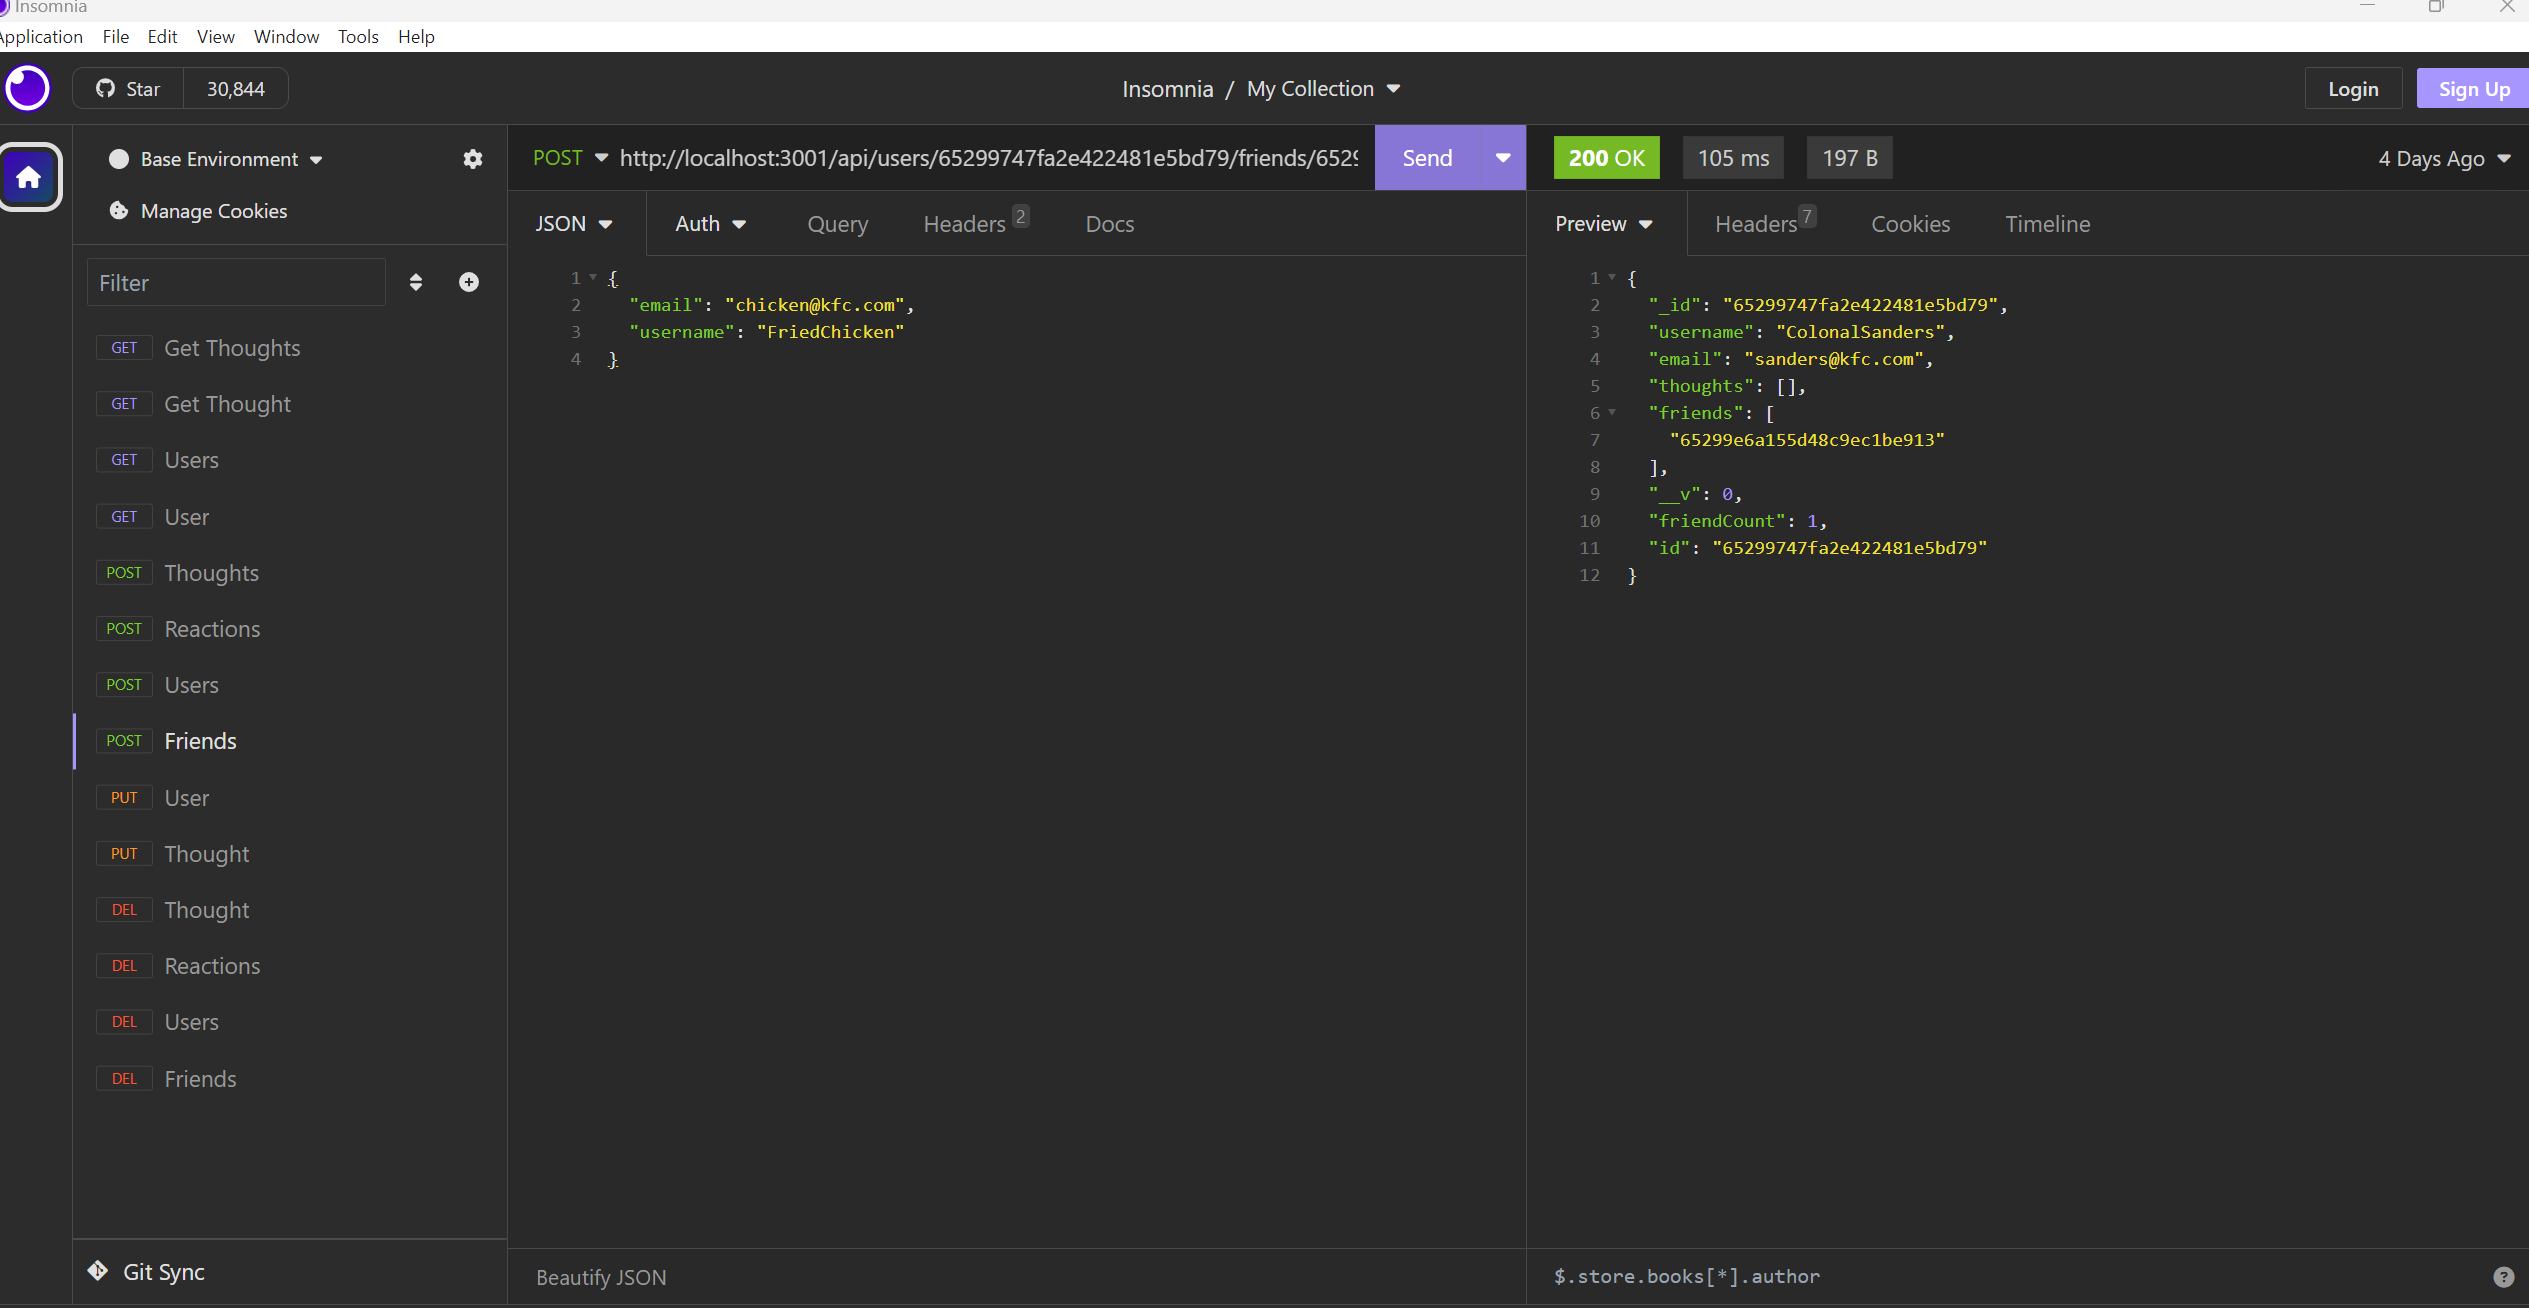 Insomnia
Application File Edit View Window Tools Help
Star 30,844
Insomnia / My Collection
Login Sign Up
Base Environment
Manage Cookies
Filter
GET Get Thoughts
GET Get Thought
GET Users
GET User
POST Thoughts
POST Reactions
POST Users
POST Friends
PUT User
PUT Thought
DEL Thought
DEL Reactions
DEL Users
DEL Friends
Git Sync
POST http://localhost:3001/api/users/65299747fa2e422481e5bd79/friends/6529 Send
JSON Auth Query Headers 2 Docs
1 {
2 "email": "chicken@kfc.com",
3 "username": "FriedChicken"
4 }
Beautify JSON
200 OK 105 ms 197 B 4 Days Ago
Preview Headers 7 Cookies Timeline
1 {
2 "_id": "65299747fa2e422481e5bd79",
3 "username": "ColonalSanders",
4 "email": "sanders@kfc.com",
5 "thoughts": [],
6 "friends": [
7 "65299e6a155d48c9ec1be913"
8 ],
9 "__v": 0,
10 "friendCount": 1,
11 "id": "65299747fa2e422481e5bd79"
12 }
$.store.books[*].author ?